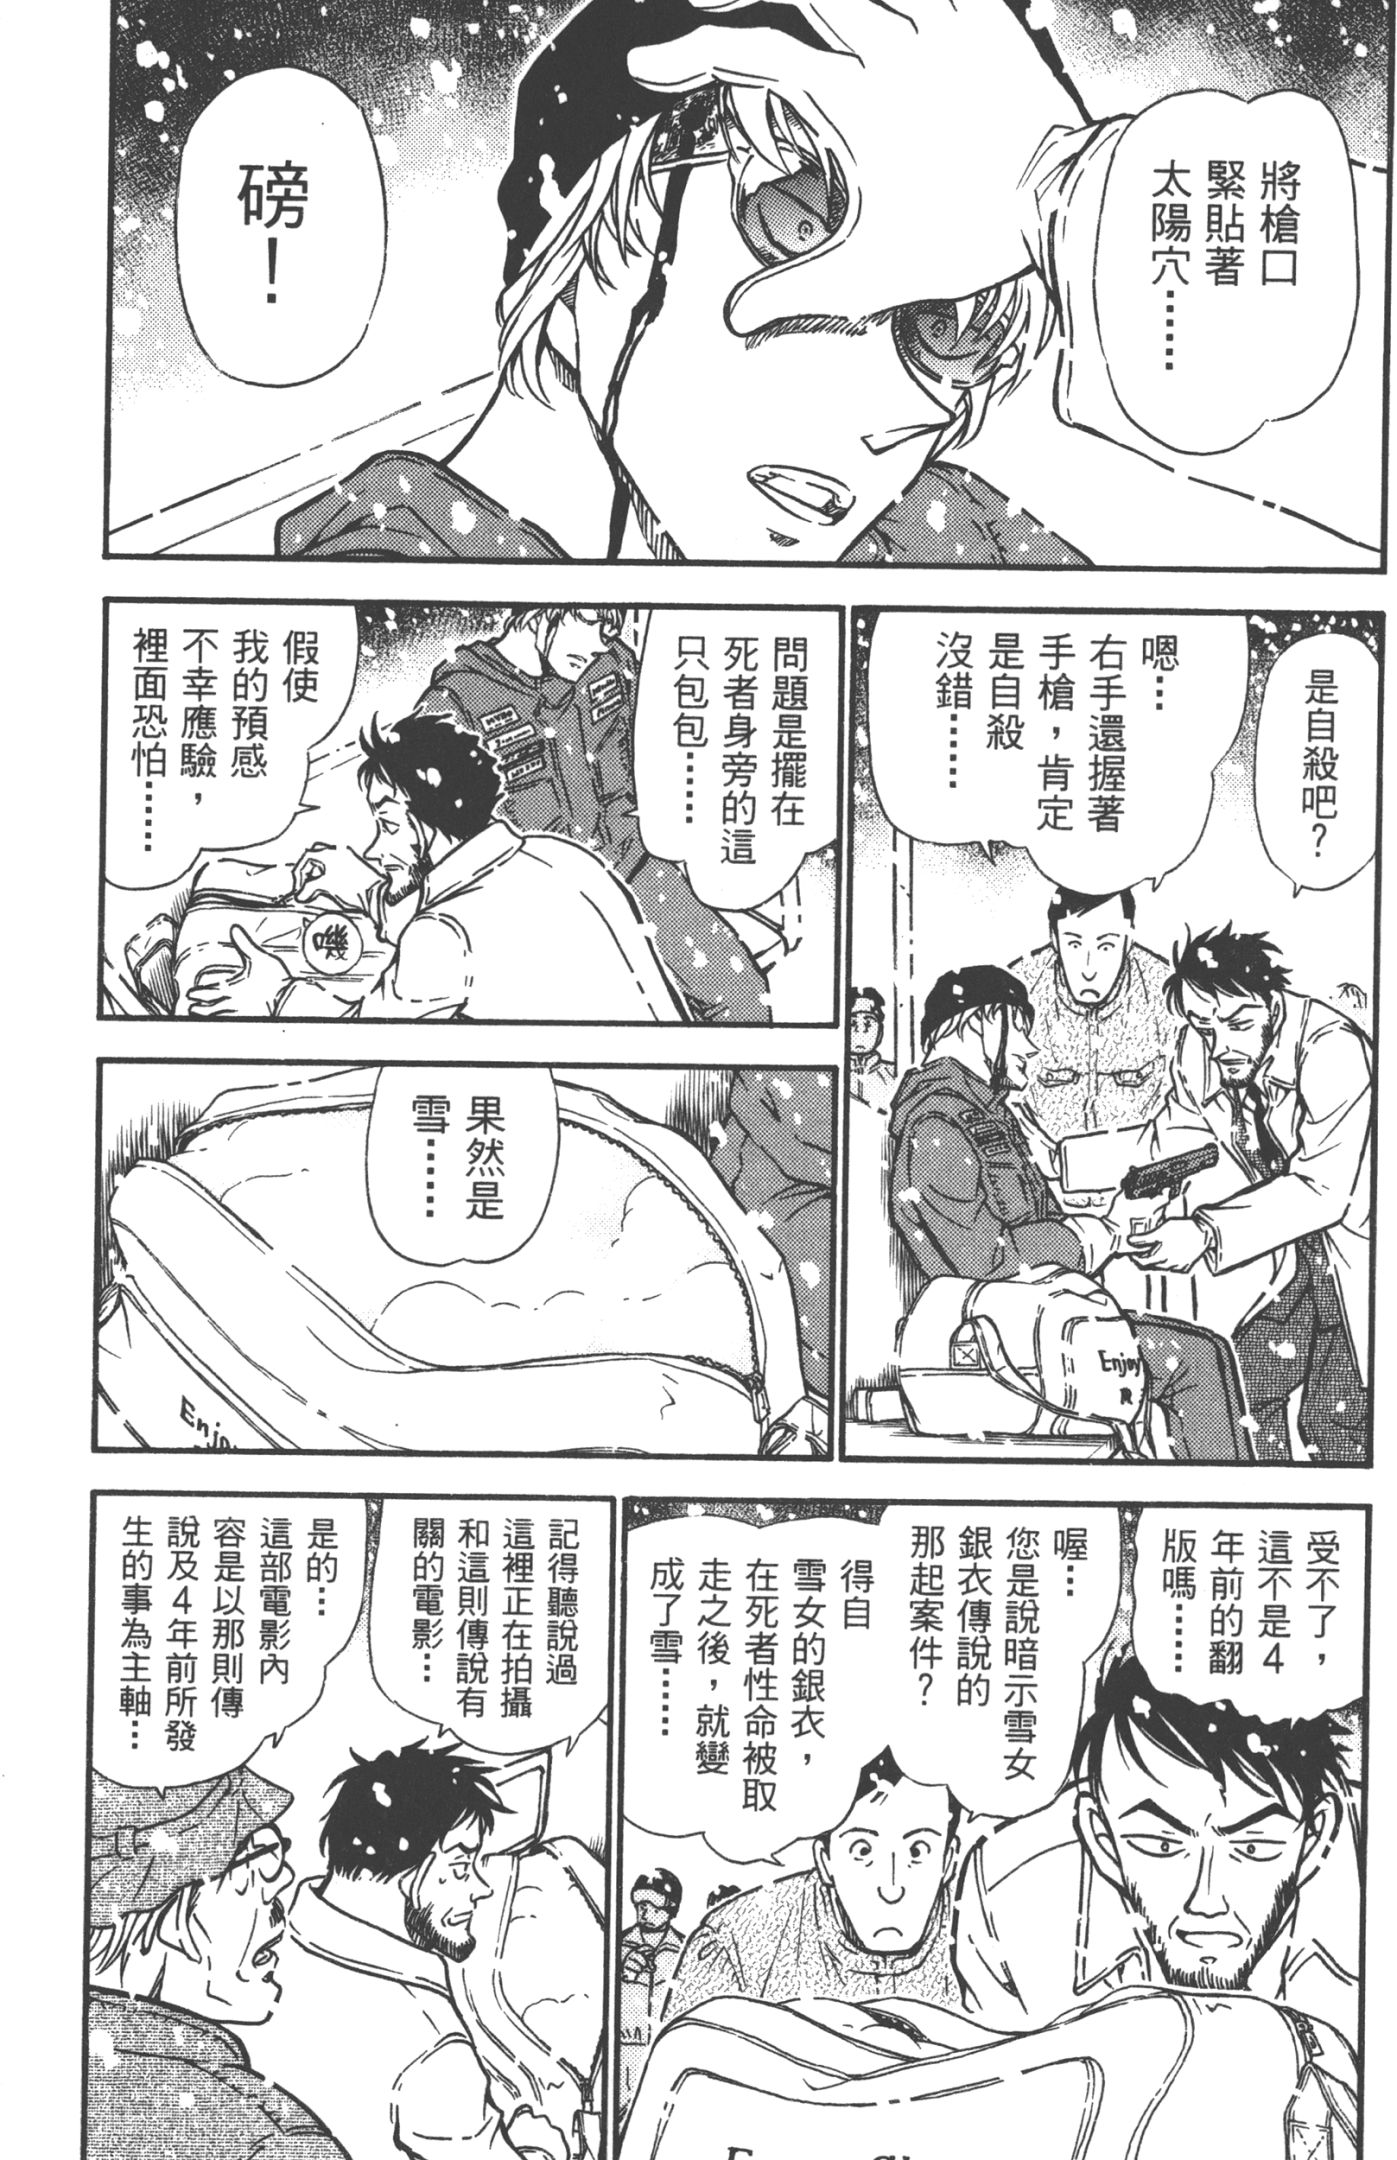 將槍口
緊貼著
太陽穴……
磅！
是自殺吧？
嗯…
右手還握著
手槍，肯定
是自殺
沒錯……
Enjoy
R
問題是擺在
死者身旁的這
只包包……
假使
我的預感
不幸應驗，
裡面恐怕……
嘰
果然是
雪……
Enjoy
受不了，
這不是4
年前的翻
版嗎……
喔…
您是說暗示雪女
銀衣傳說的
那起案件？
得自
雪女的銀衣，
在死者性命被取
走之後，就變
成了雪……
記得聽說過
這裡正在拍攝
和這則傳說有
關的電影…
是的…
這部電影內
容是以那則傳
說及4年前所發
生的事為主軸…